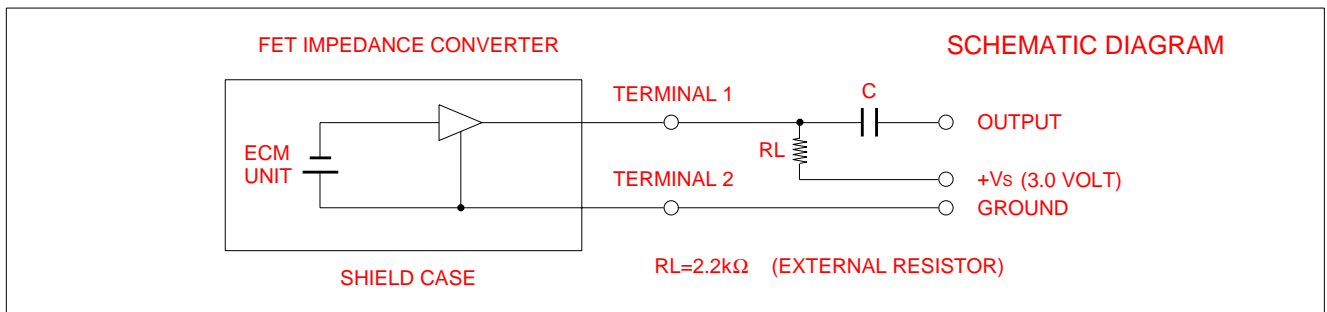 FET IMPEDANCE CONVERTER
SCHEMATIC DIAGRAM
TERMINAL 1
C
OUTPUT
RL
ECM
UNIT
TERMINAL 2
+Vs (3.0 VOLT)
GROUND
RL=2.2kΩ (EXTERNAL RESISTOR)
SHIELD CASE